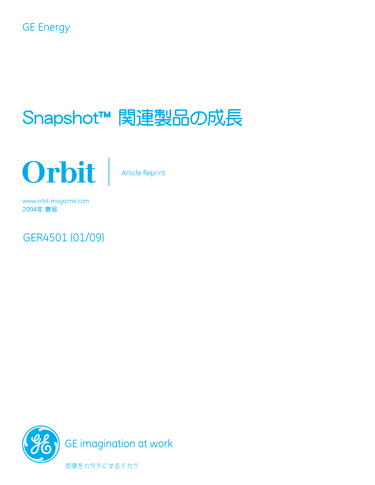 GE Energy
Snapshot™ 関連製品の成長
Orbit
Article Reprint
www.orbit-magazine.com
2004年 春号
GER4501 (01/09)
GE imagination at work
想像をカタチにするチカラ